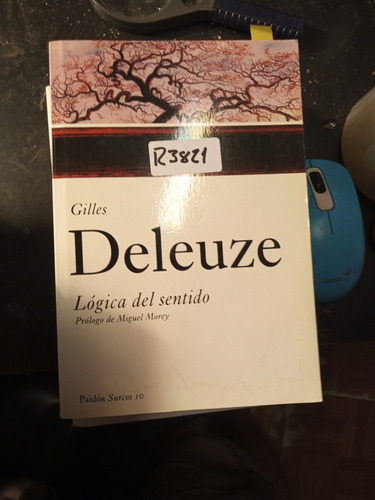 R3821
Gilles
Deleuze
Lógica del sentido
Prólogo de Miguel Morey
Paidós Surcos 10